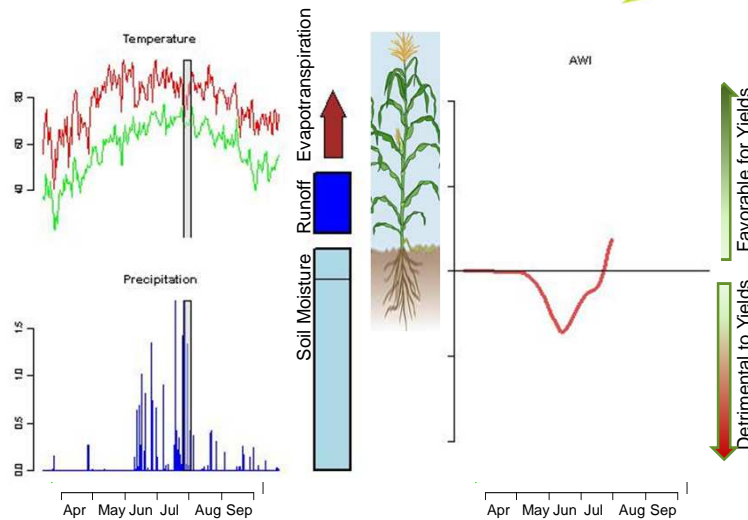 Temperature
80
60
40
Precipitation
1.5
1.0
0.5
0.0
Apr May Jun Jul Aug Sep
Evapotranspiration
Runoff
Soil Moisture
AWI
Apr May Jun Jul Aug Sep
Favorable for Yields
Detrimental to Yields